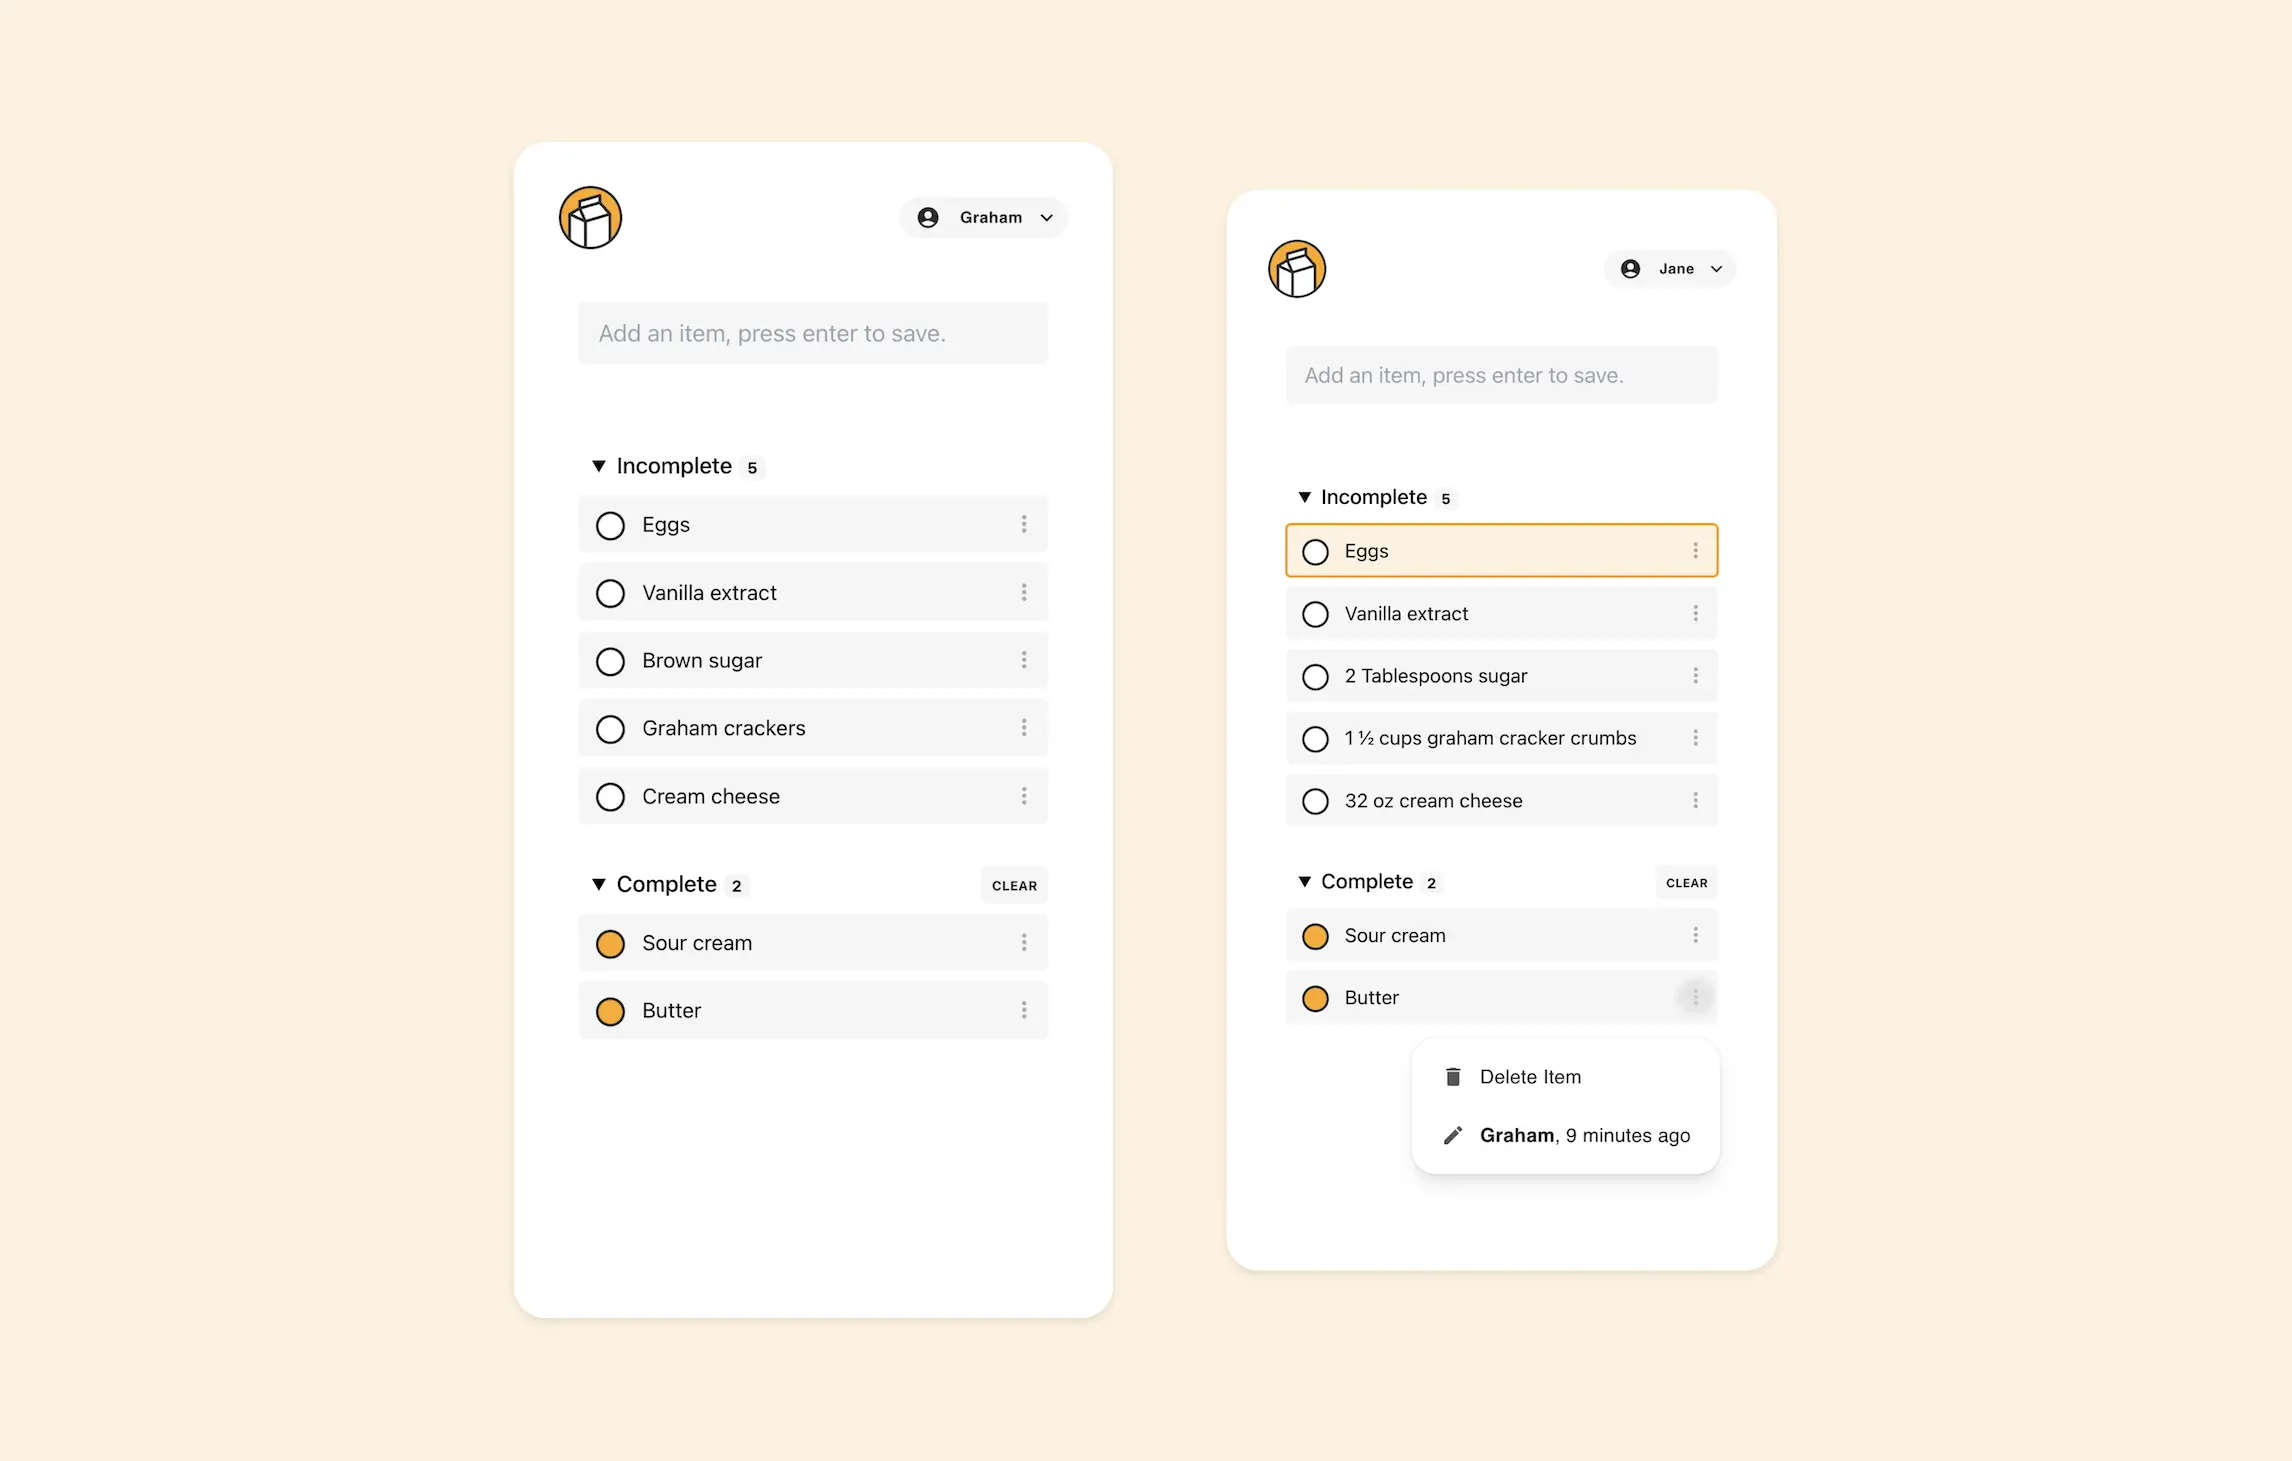 Graham
Add an item, press enter to save.
Incomplete 5
Eggs
Vanilla extract
Brown sugar
Graham crackers
Cream cheese
Complete 2
CLEAR
Sour cream
Butter
Jane
Add an item, press enter to save.
Incomplete 5
Eggs
Vanilla extract
2 Tablespoons sugar
1 ½ cups graham cracker crumbs
32 oz cream cheese
Complete 2
CLEAR
Sour cream
Butter
Delete Item
Graham, 9 minutes ago